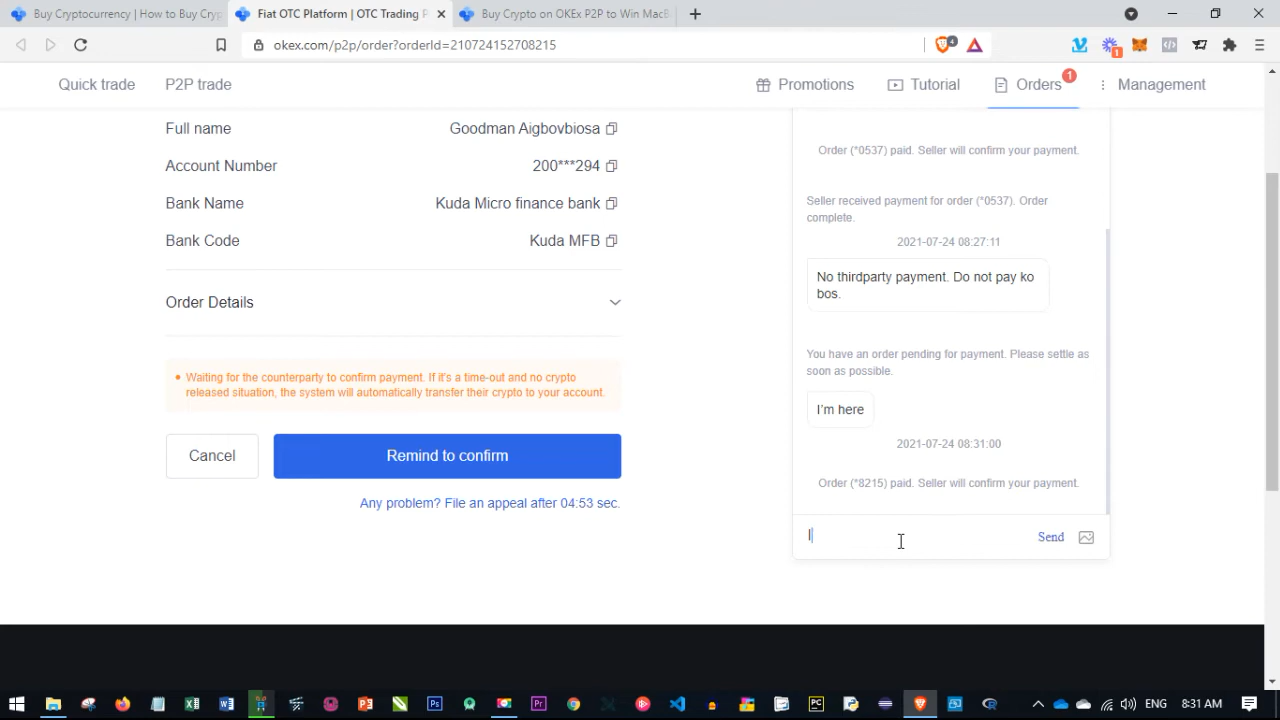 Buy Cryptocurrency | How to Buy Cryp
Fiat OTC Platform | OTC Trading P
Buy Crypto on OKEx P2P to Win MacB
okex.com/p2p/order?orderId=210724152708215
4
1
Quick trade
P2P trade
Promotions
Tutorial
Orders
1
Management
Full name
Goodman Aigbovbiosa
Account Number
200***294
Bank Name
Kuda Micro finance bank
Bank Code
Kuda MFB
Order Details
Waiting for the counterparty to confirm payment. If it's a time-out and no crypto
released situation, the system will automatically transfer their crypto to your account.
Cancel
Remind to confirm
Any problem? File an appeal after 04:53 sec.
Order (*0537) paid. Seller will confirm your payment.
Seller received payment for order (*0537). Order
complete.
2021-07-24 08:27:11
No thirdparty payment. Do not pay ko
bos.
You have an order pending for payment. Please settle as
soon as possible.
I'm here
2021-07-24 08:31:00
Order (*8215) paid. Seller will confirm your payment.
I
Send
ENG
8:31 AM